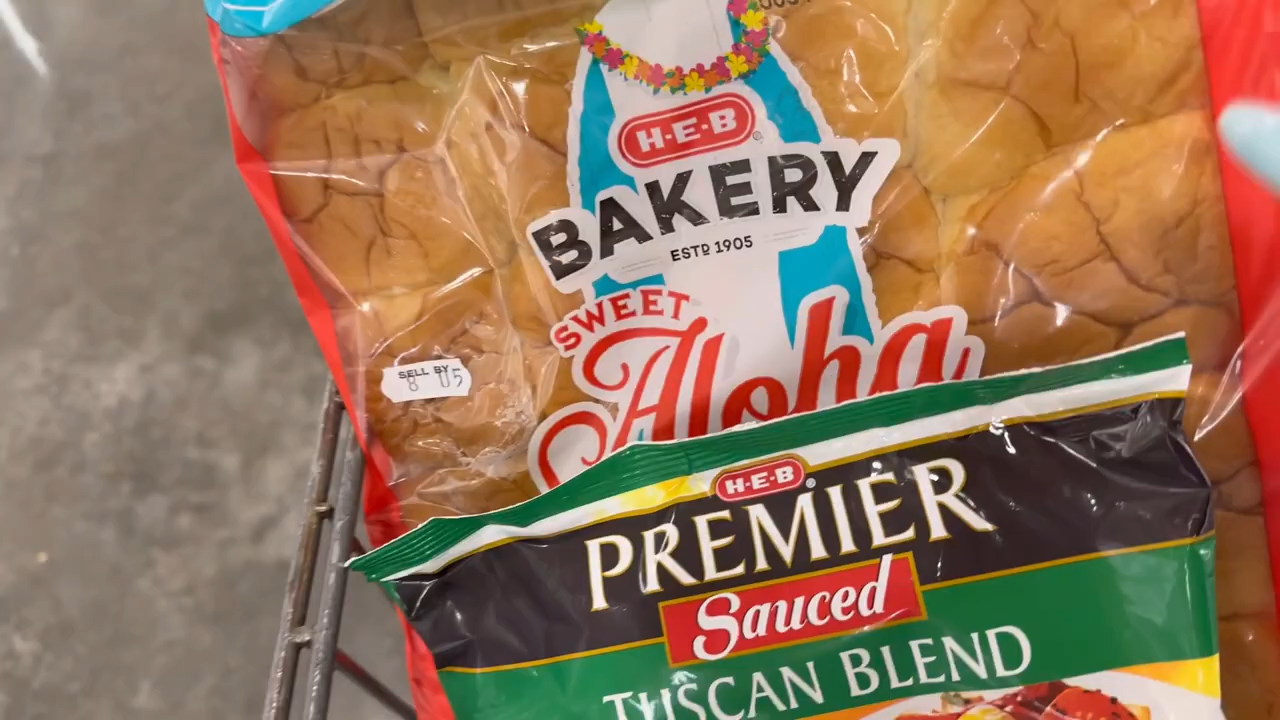 H-E-B
BAKERY
ESTD 1905
SWEET
Aloha
SELL BY
8 05
H-E-B
PREMIER
Sauced
TUSCAN BLEND